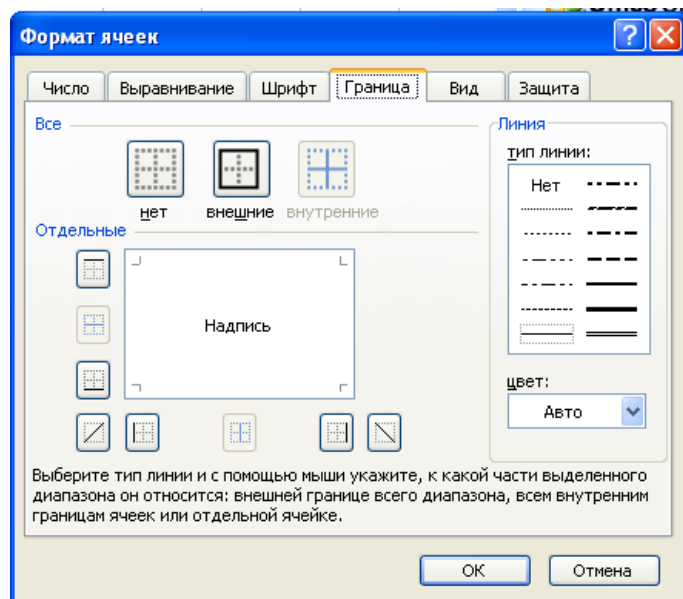 Формат ячеек
Число Выравнивание Шрифт Граница Вид Защита
Все
нет внешние внутренние
Отдельные
Надпись
Линия
тип линии:
Нет
цвет:
Авто
Выберите тип линии и с помощью мыши укажите, к какой части выделенного
диапазона он относится: внешней границе всего диапазона, всем внутренним
границам ячеек или отдельной ячейке.
ОК Отмена